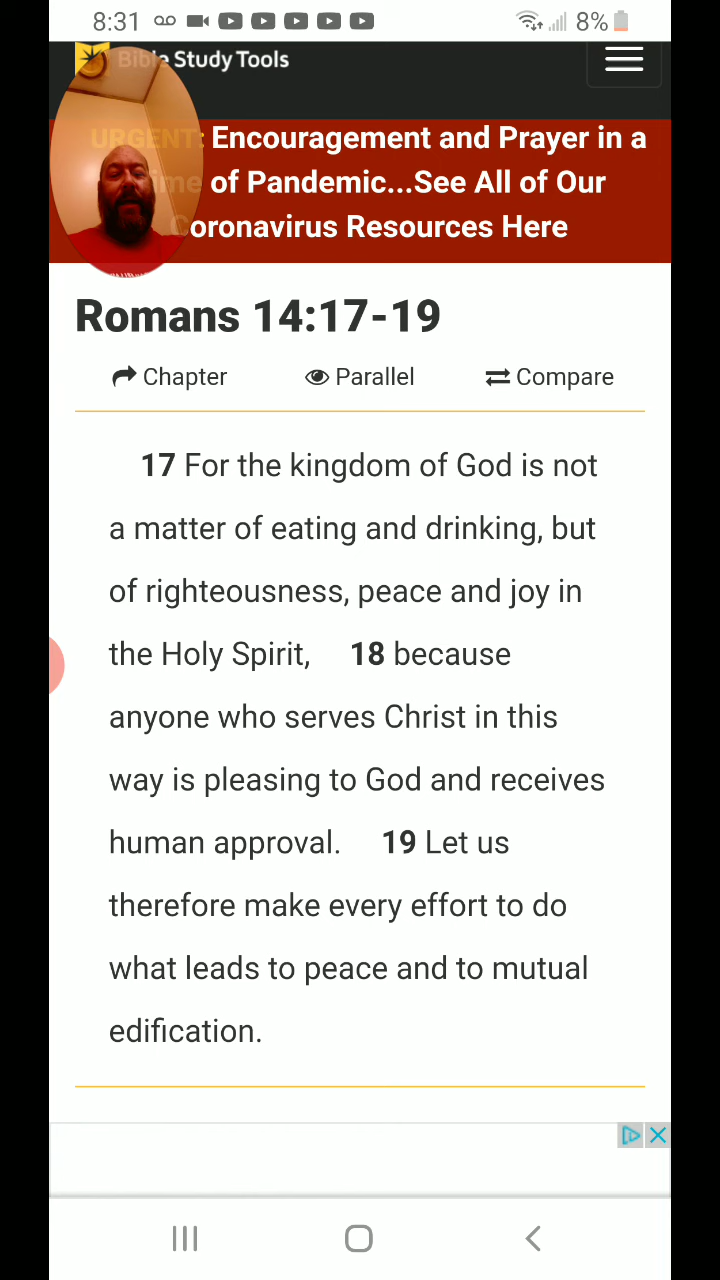 8:31 8%
Bible Study Tools
URGENT: Encouragement and Prayer in a
Time of Pandemic...See All of Our
Coronavirus Resources Here
Romans 14:17-19
Chapter Parallel Compare
17 For the kingdom of God is not
a matter of eating and drinking, but
of righteousness, peace and joy in
the Holy Spirit, 18 because
anyone who serves Christ in this
way is pleasing to God and receives
human approval. 19 Let us
therefore make every effort to do
what leads to peace and to mutual
edification.